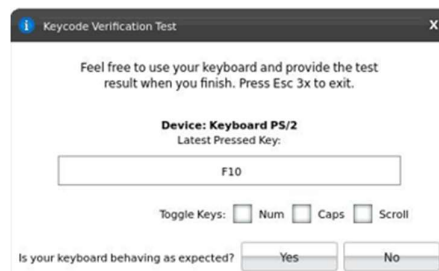 Keycode Verification Test
X
Feel free to use your keyboard and provide the test
result when you finish. Press Esc 3x to exit.
Device: Keyboard PS/2
Latest Pressed Key:
F10
Toggle Keys: Num Caps Scroll
Is your keyboard behaving as expected? Yes No